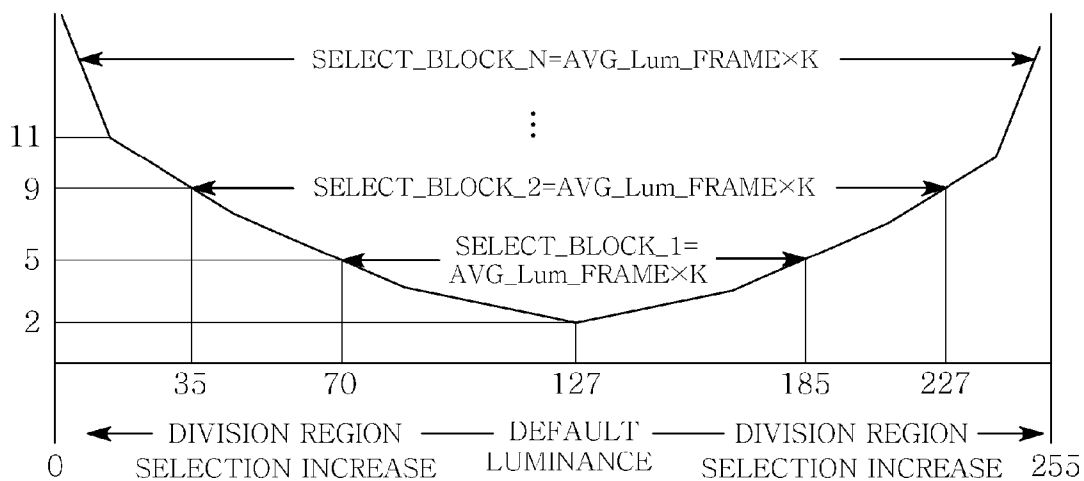 SELECT_BLOCK_N=AVG_Lum_FRAME×K
⋮
11
9
SELECT_BLOCK_2=AVG_Lum_FRAME×K
SELECT_BLOCK_1=
AVG_Lum_FRAME×K
5
2
35
70
127
185
227
DIVISION REGION
SELECTION INCREASE
DEFAULT
LUMINANCE
DIVISION REGION
SELECTION INCREASE
0
255